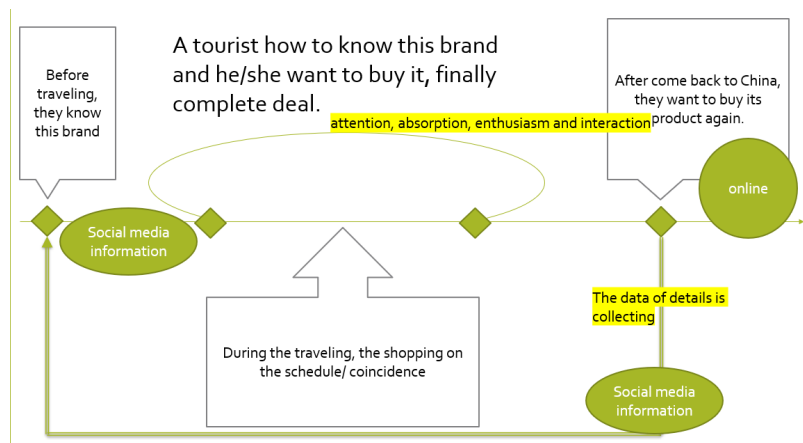 A tourist how to know this brand
and he/she want to buy it, finally
complete deal.
Before
traveling,
they know
this brand
After come back to China,
they want to buy its
product again.
attention, absorption, enthusiasm and interaction
online
Social media
information
The data of details is
collecting
During the traveling, the shopping on
the schedule/ coincidence
Social media
information